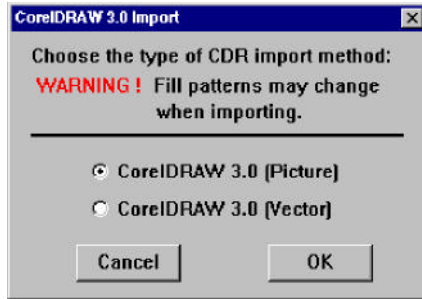 CorelDRAW 3.0 Import
Choose the type of CDR import method:
WARNING ! Fill patterns may change
when importing.
CorelDRAW 3.0 (Picture)
CorelDRAW 3.0 (Vector)
Cancel OK